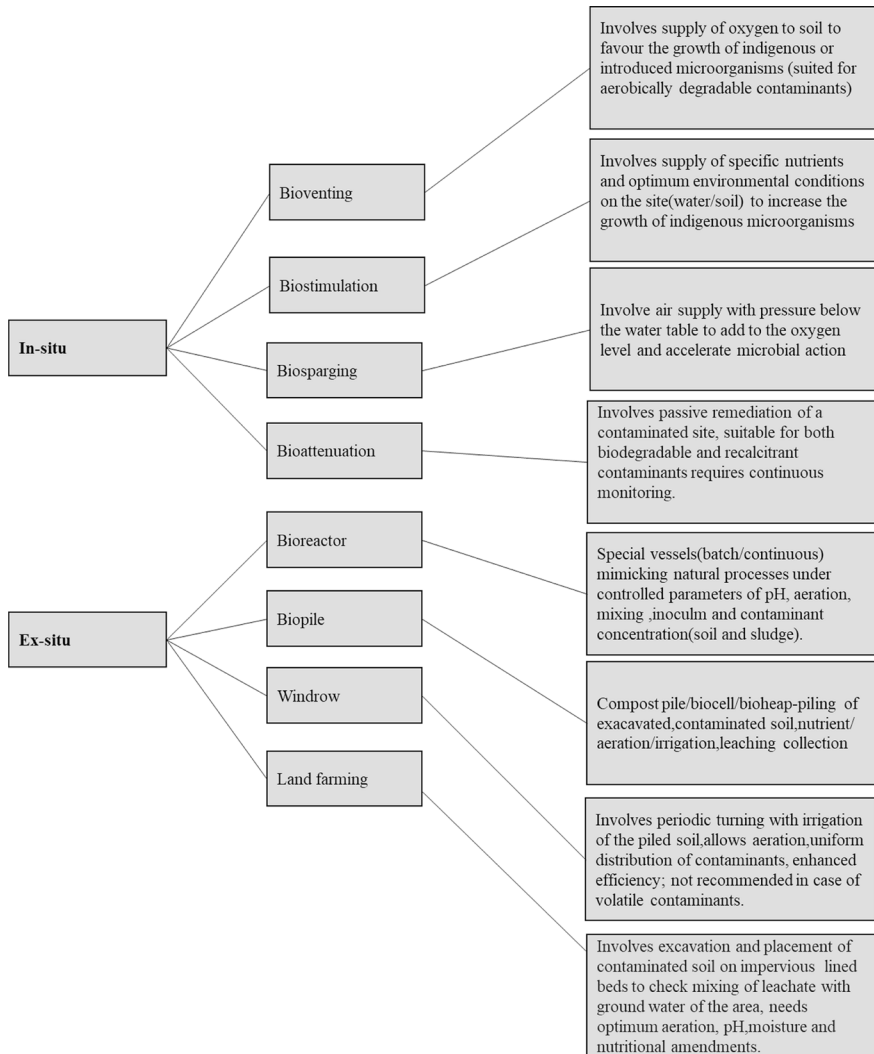 In-situ
Bioventing
Involves supply of oxygen to soil to
favour the growth of indigenous or
introduced microorganisms (suited for
aerobically degradable contaminants)
Biostimulation
Involves supply of specific nutrients
and optimum environmental conditions
on the site(water/soil) to increase the
growth of indigenous microorganisms
Biosparging
Involve air supply with pressure below
the water table to add to the oxygen
level and accelerate microbial action
Bioattenuation
Involves passive remediation of a
contaminated site, suitable for both
biodegradable and recalcitrant
contaminants requires continuous
monitoring.
Ex-situ
Bioreactor
Special vessels(batch/continuous)
mimicking natural processes under
controlled parameters of pH, aeration,
mixing ,inoculm and contaminant
concentration(soil and sludge).
Biopile
Compost pile/biocell/bioheap-piling of
exacavated,contaminated soil,nutrient/
aeration/irrigation,leaching collection
Windrow
Involves periodic turning with irrigation
of the piled soil,allows aeration,uniform
distribution of contaminants, enhanced
efficiency; not recommended in case of
volatile contaminants.
Land farming
Involves excavation and placement of
contaminated soil on impervious lined
beds to check mixing of leachate with
ground water of the area, needs
optimum aeration, pH,moisture and
nutritional amendments.